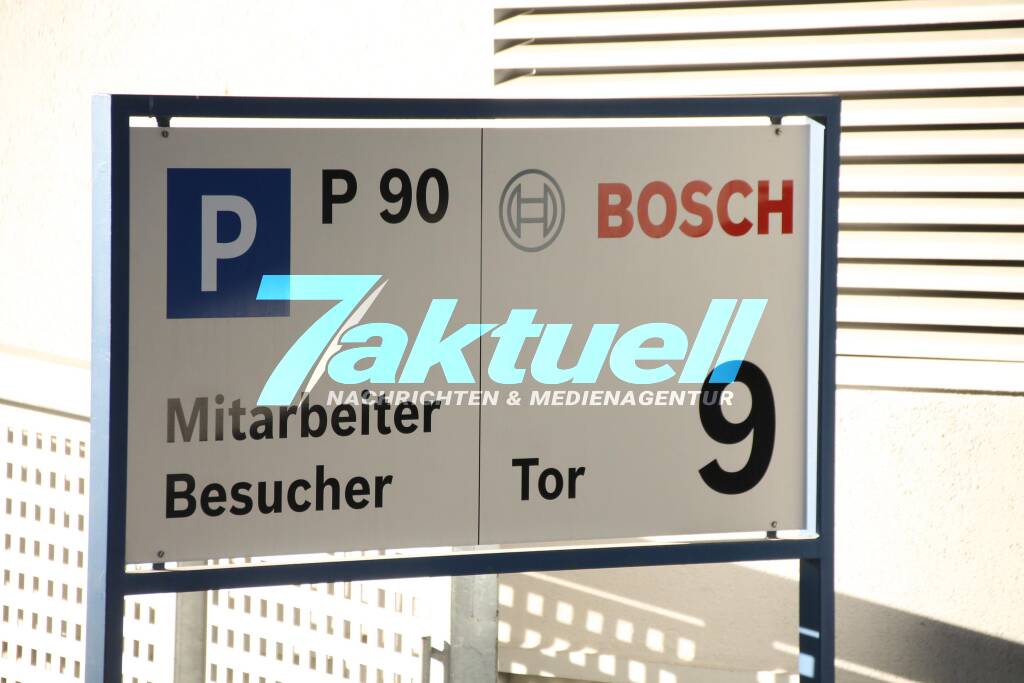 P P 90
BOSCH
7aktuell
NACHRICHTEN & MEDIENAGENTUR
Mitarbeiter
Besucher
Tor 9